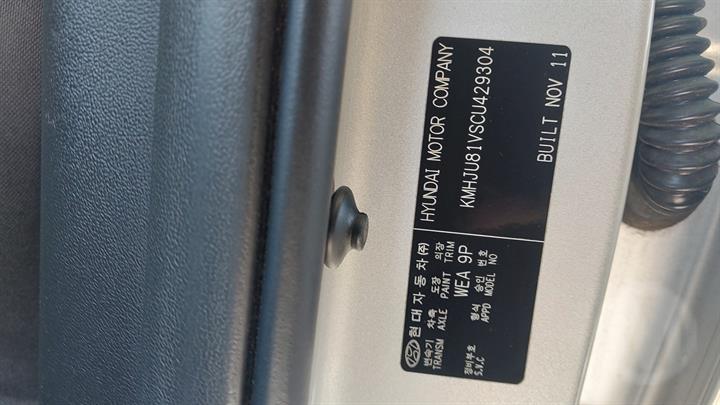 현대자동차(주) HYUNDAI MOTOR COMPANY
변속기 차축 도장 외장
TRANSM AXLE PAINT TRIM
WEA 9P
KMHJU81VSCU429304
정비부호 형식 승인 번호
S.V.C APPD MODEL NO
BUILT NOV 11